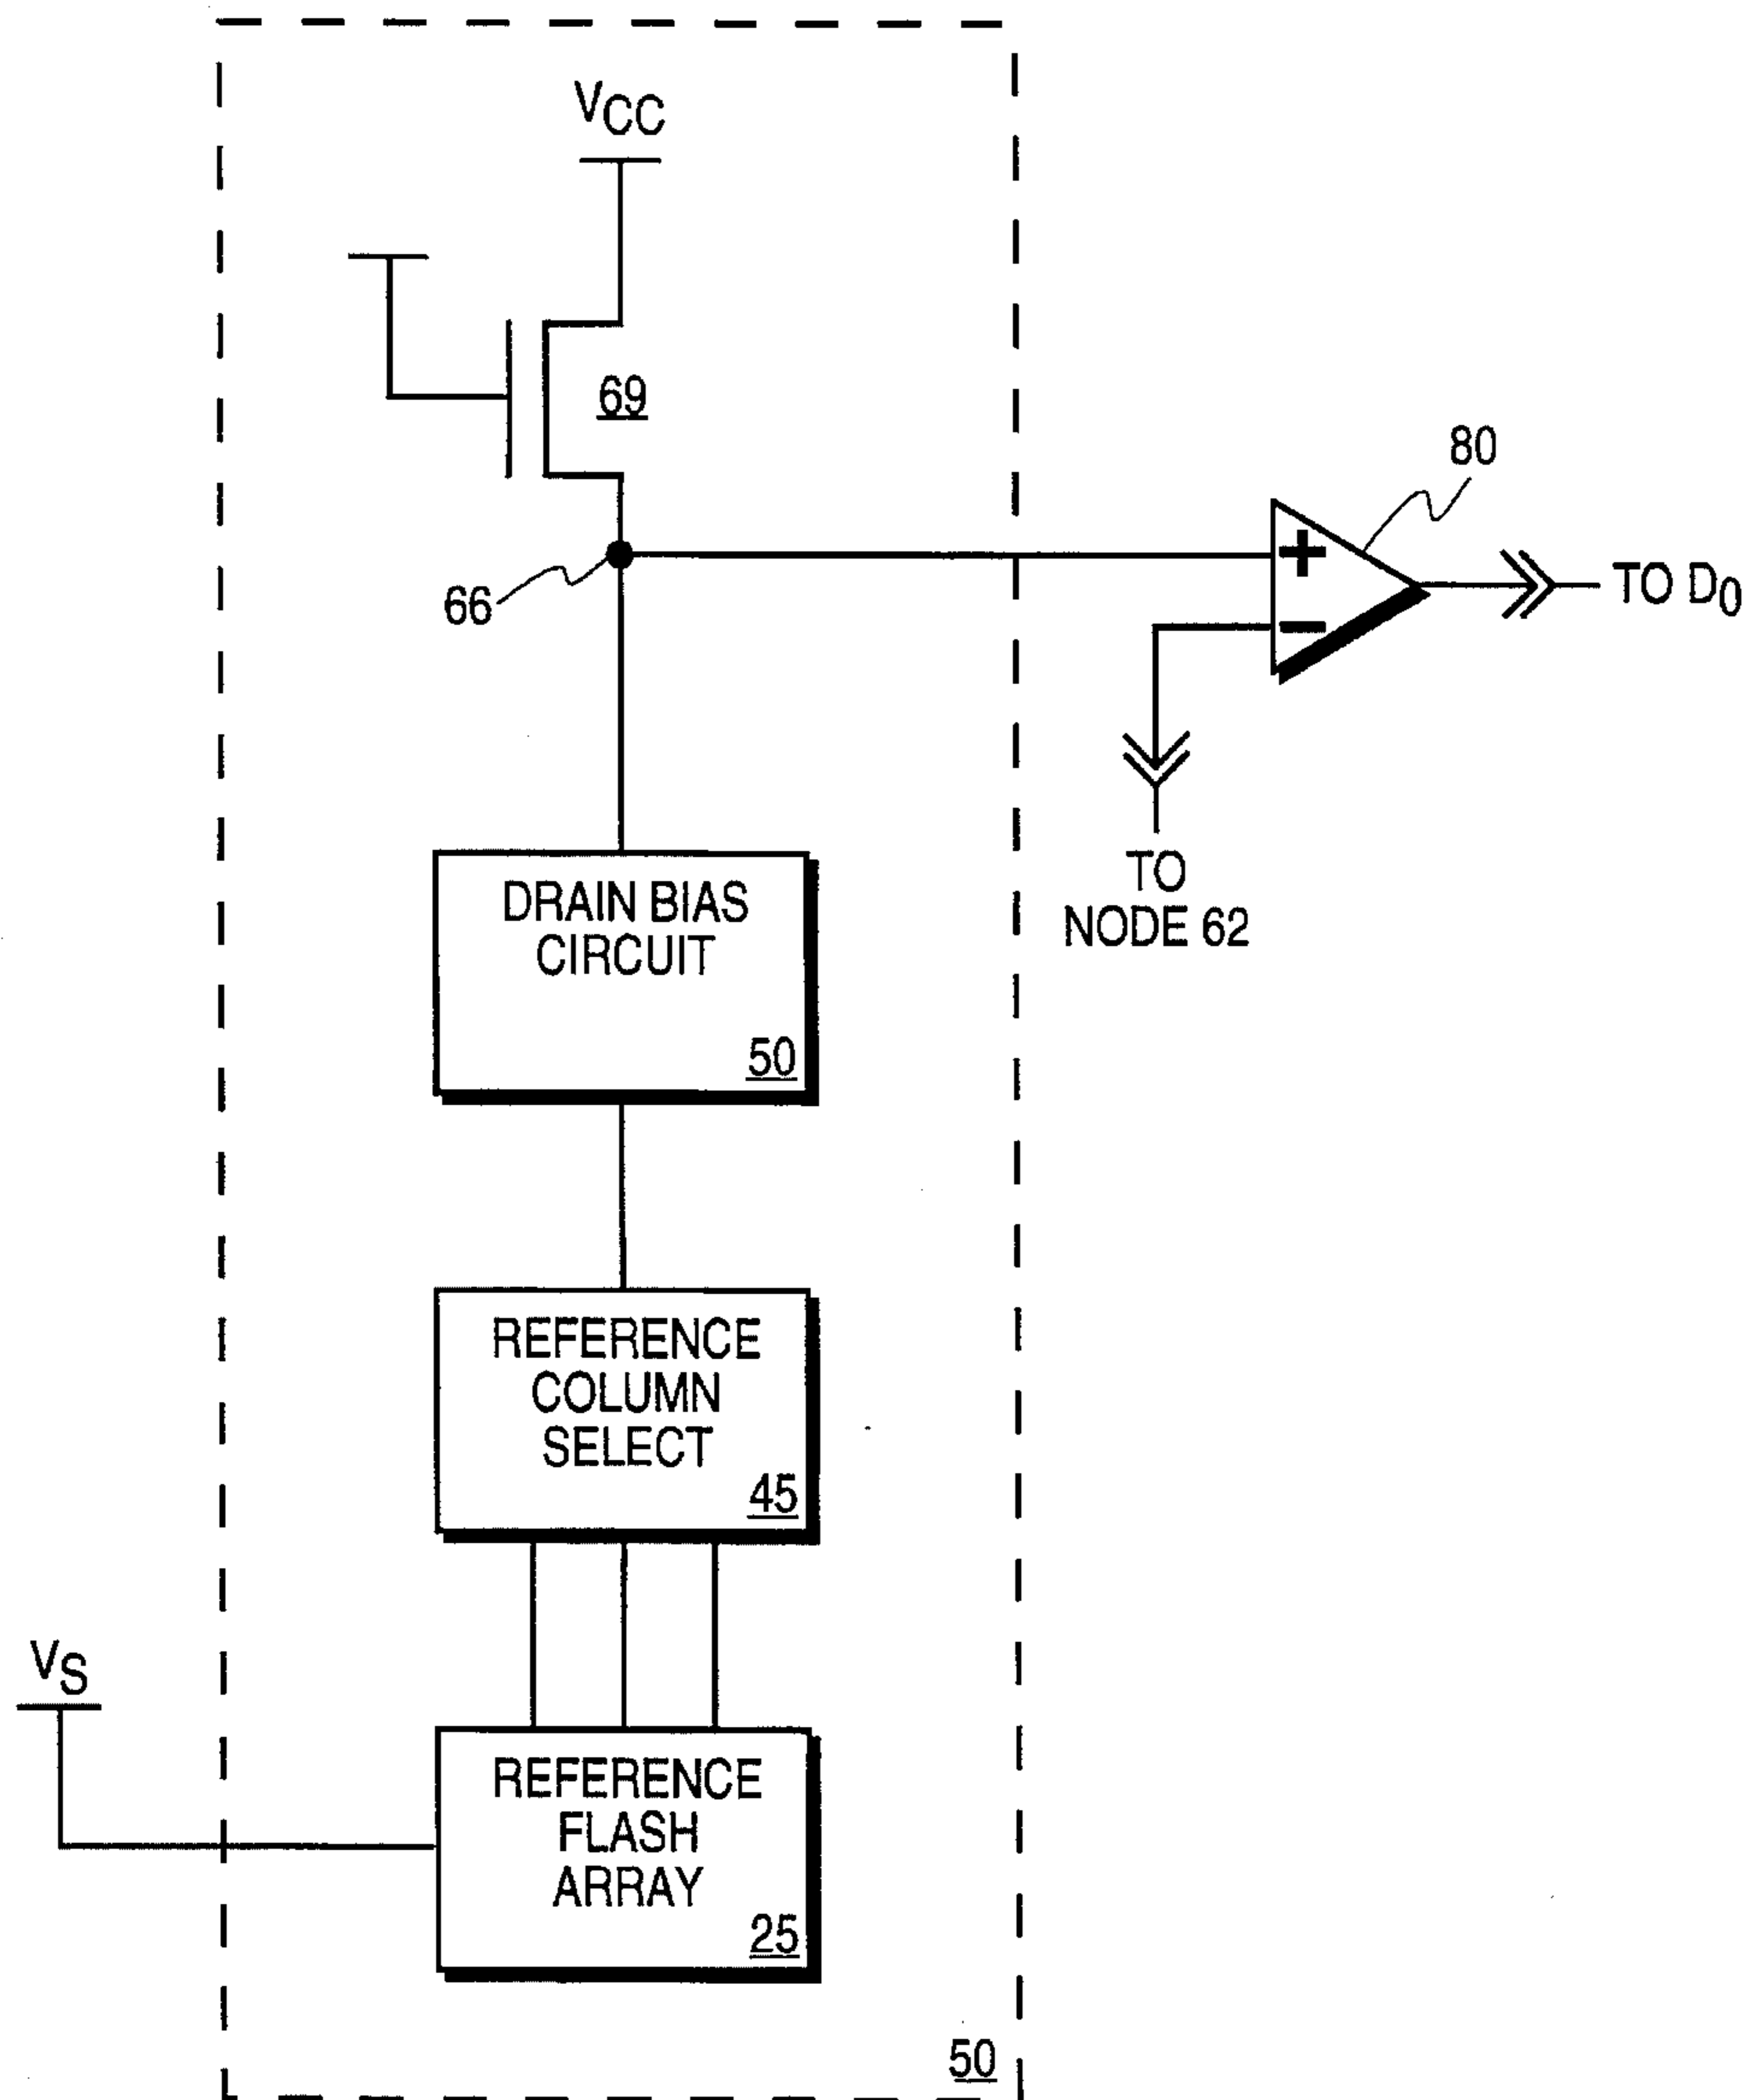 VCC
69
80
66
TO D0
TO
NODE 62
DRAIN BIAS
CIRCUIT
50
REFERENCE
COLUMN
SELECT
45
VS
REFERENCE
FLASH
ARRAY
25
50